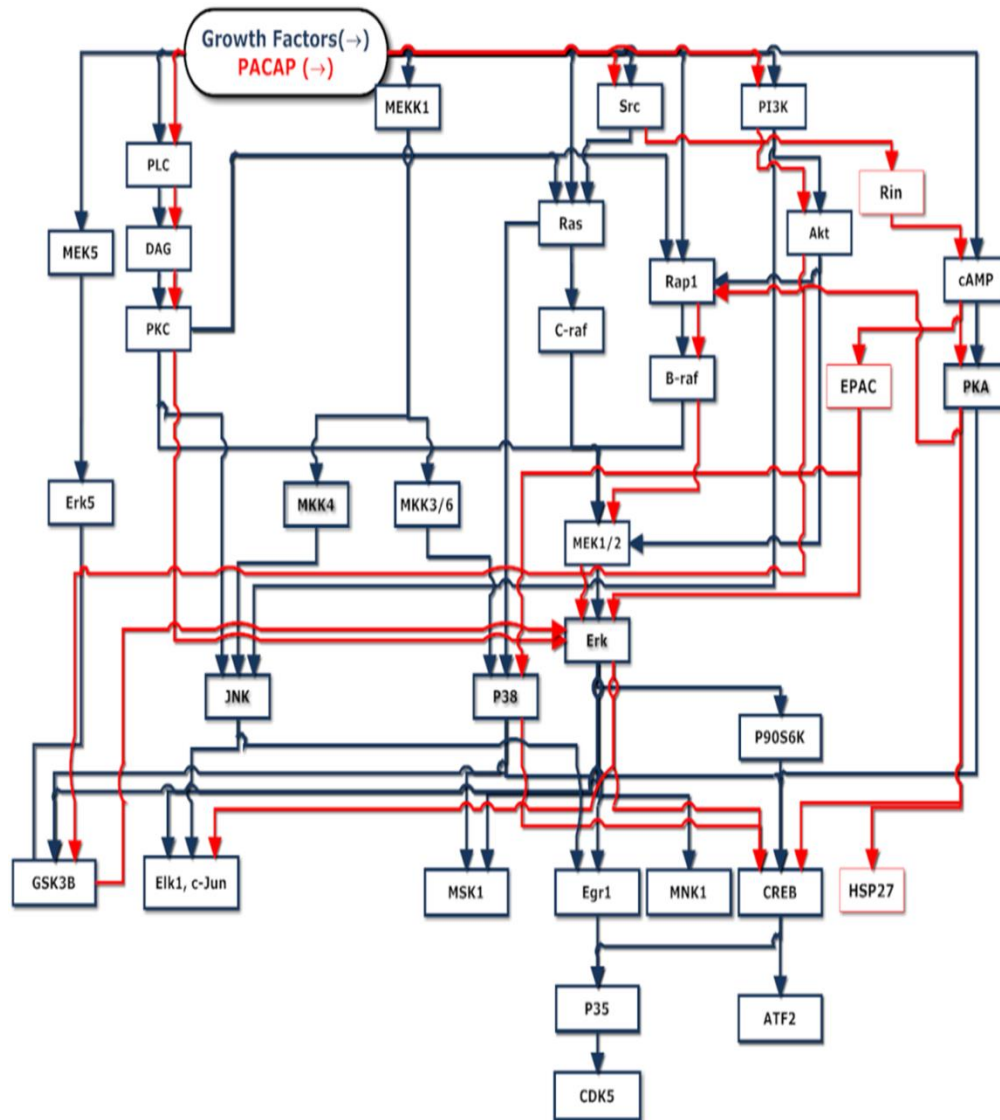 Growth Factors(→)
PACAP (→)
MEKK1
Src
PI3K
PLC
Rin
Ras
Akt
MEK5
DAG
Rap1
cAMP
PKC
C-raf
B-raf
EPAC
PKA
Erk5
MKK4
MKK3/6
MEK1/2
Erk
JNK
P38
P90S6K
GSK3B
Elk1, c-Jun
MSK1
Egr1
MNK1
CREB
HSP27
P35
ATF2
CDK5